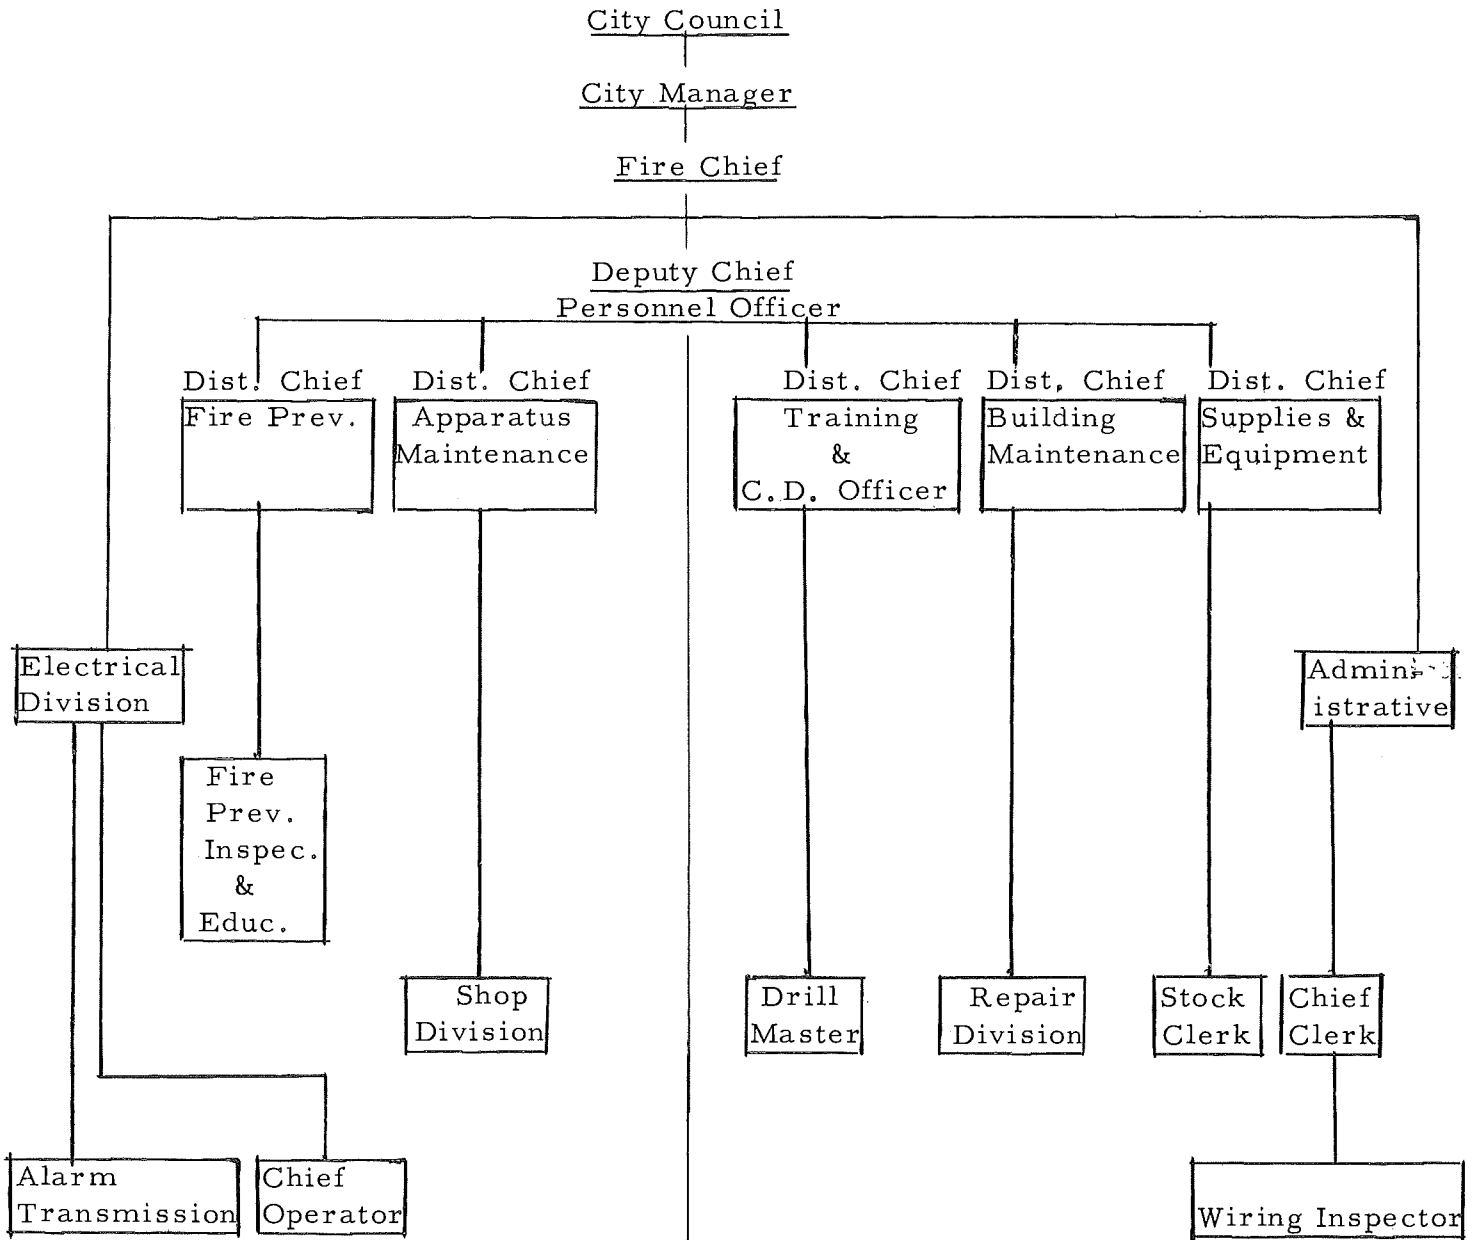 City Council
City Manager
Fire Chief
Deputy Chief
Personnel Officer
Dist. Chief
Fire Prev.
Dist. Chief
Apparatus
Maintenance
Dist. Chief
Training
&
C.D. Officer
Dist. Chief
Building
Maintenance
Dist. Chief
Supplies &
Equipment
Electrical
Division
Admin-
istrative
Fire
Prev.
Inspec.
&
Educ.
Shop
Division
Drill
Master
Repair
Division
Stock
Clerk
Chief
Clerk
Alarm
Transmission
Chief
Operator
Wiring Inspector